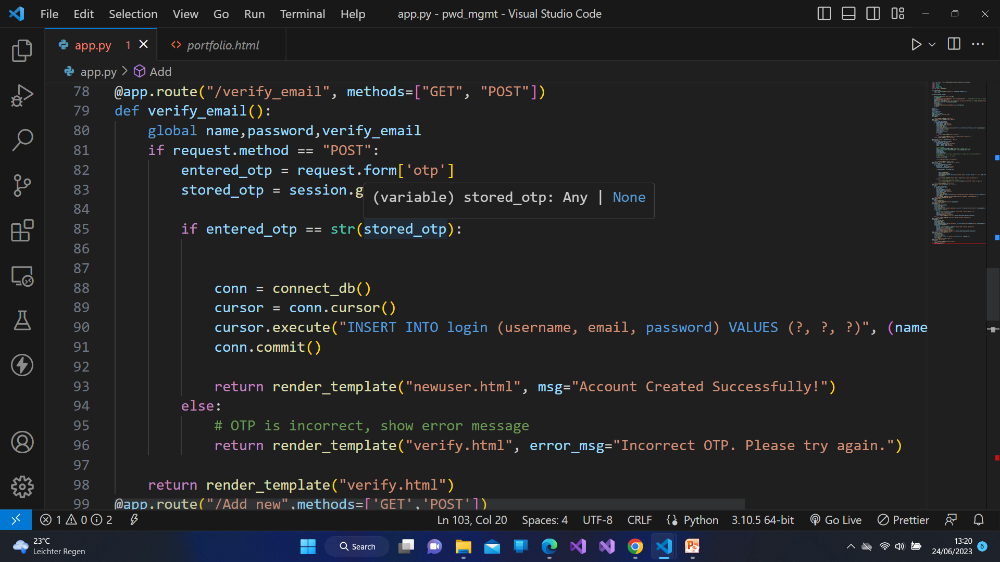 File Edit Selection View Go Run Terminal Help app.py - pwd_mgmt - Visual Studio Code
app.py 1 portfolio.html
app.py > Add
78 @app.route("/verify_email", methods=["GET", "POST"])
79 def verify_email():
80 global name,password,verify_email
81 if request.method == "POST":
82 entered_otp = request.form['otp']
83 stored_otp = session.g
(variable) stored_otp: Any | None
84
85 if entered_otp == str(stored_otp):
86
87
88 conn = connect_db()
89 cursor = conn.cursor()
90 cursor.execute("INSERT INTO login (username, email, password) VALUES (?, ?, ?)", (name
91 conn.commit()
92
93 return render_template("newuser.html", msg="Account Created Successfully!")
94 else:
95 # OTP is incorrect, show error message
96 return render_template("verify.html", error_msg="Incorrect OTP. Please try again.")
97
98 return render_template("verify.html")
99 @app.route("/Add new",methods=['GET','POST'])
1 0 2 Ln 103, Col 20 Spaces: 4 UTF-8 CRLF Python 3.10.5 64-bit Go Live Prettier
23°C
Leichter Regen
Search
13:20
24/06/2023
6